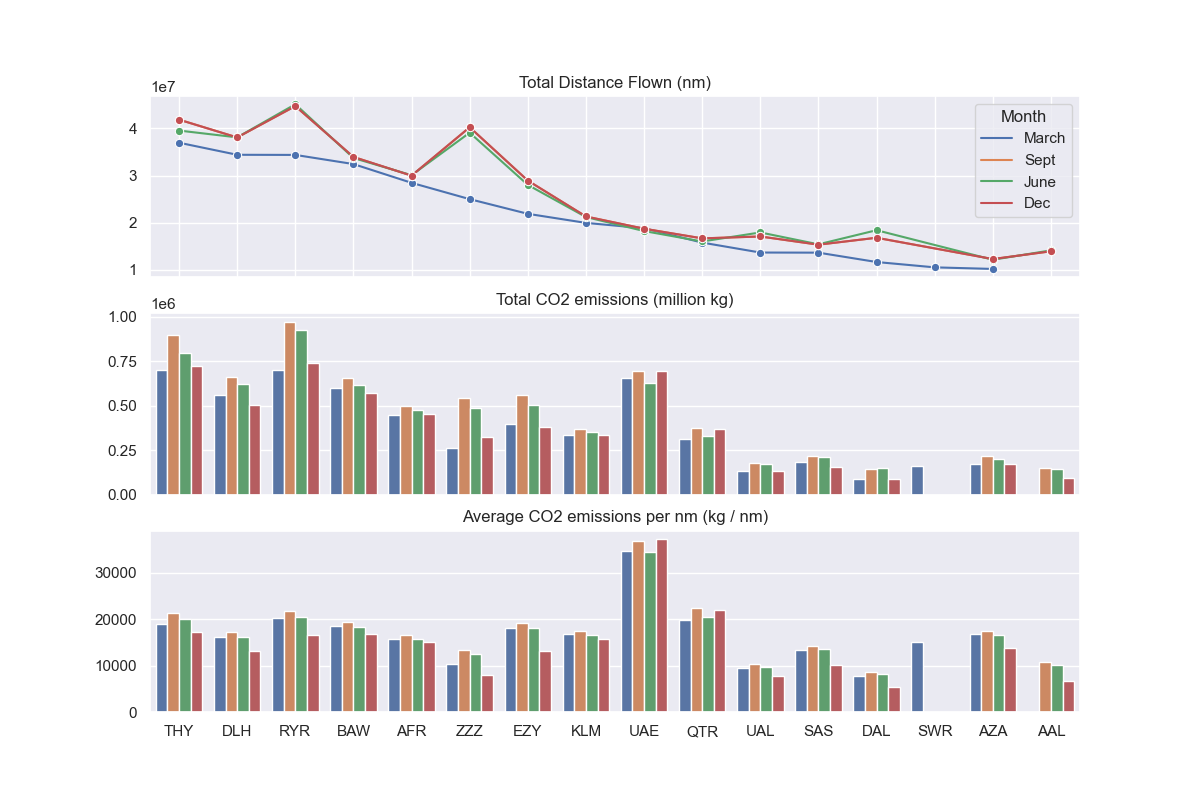 Total Distance Flown (nm)
1e7
4
3
2
1
Month
March
Sept
June
Dec
Total CO2 emissions (million kg)
1e6
1.00
0.75
0.50
0.25
0.00
Average CO2 emissions per nm (kg / nm)
30000
20000
10000
0
THY DLH RYR BAW AFR ZZZ EZY KLM UAE QTR UAL SAS DAL SWR AZA AAL